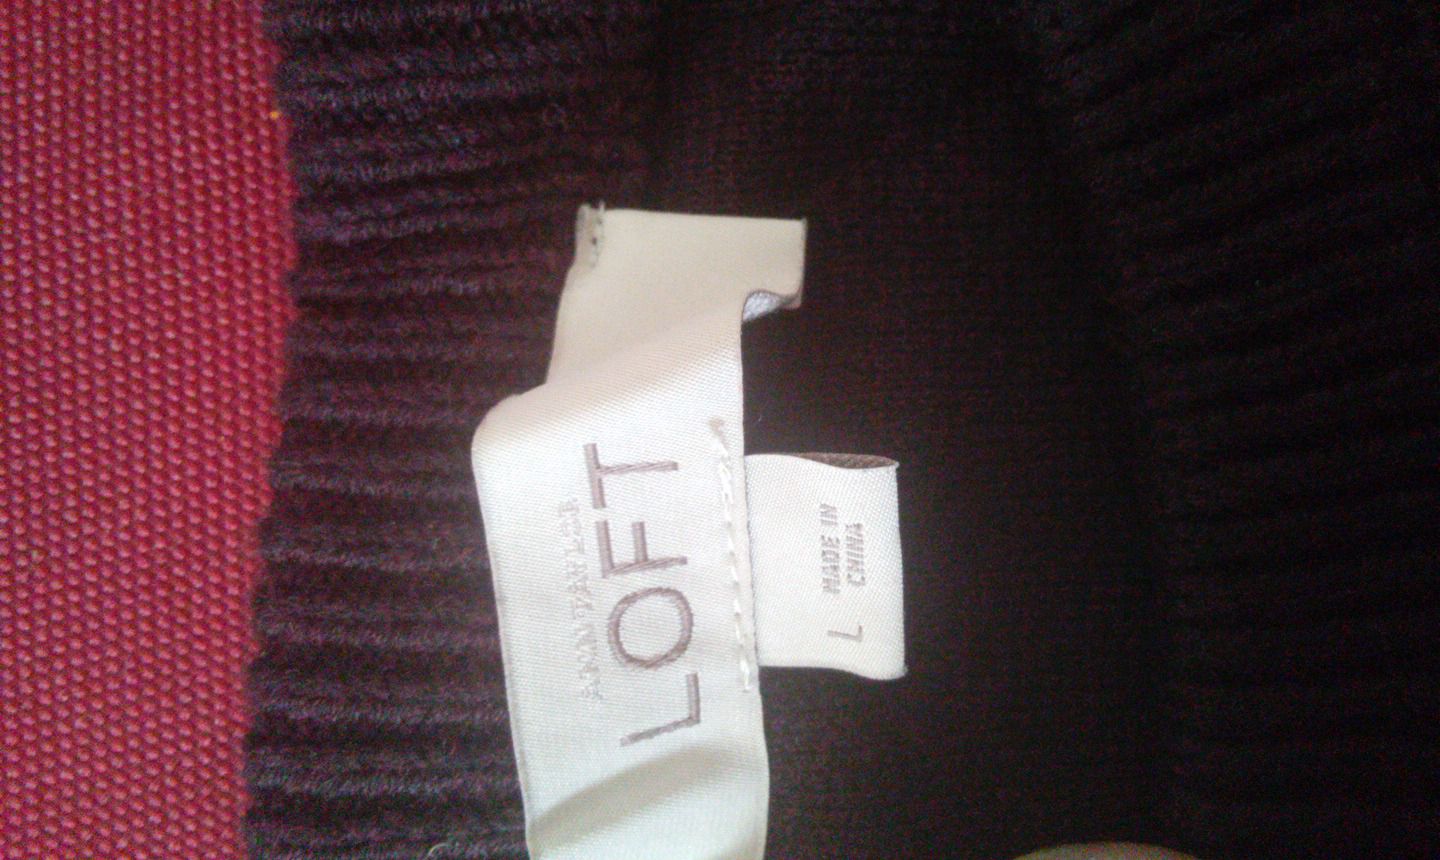 ANN TAYLOR
LOFT
L
MADE IN
CHINA